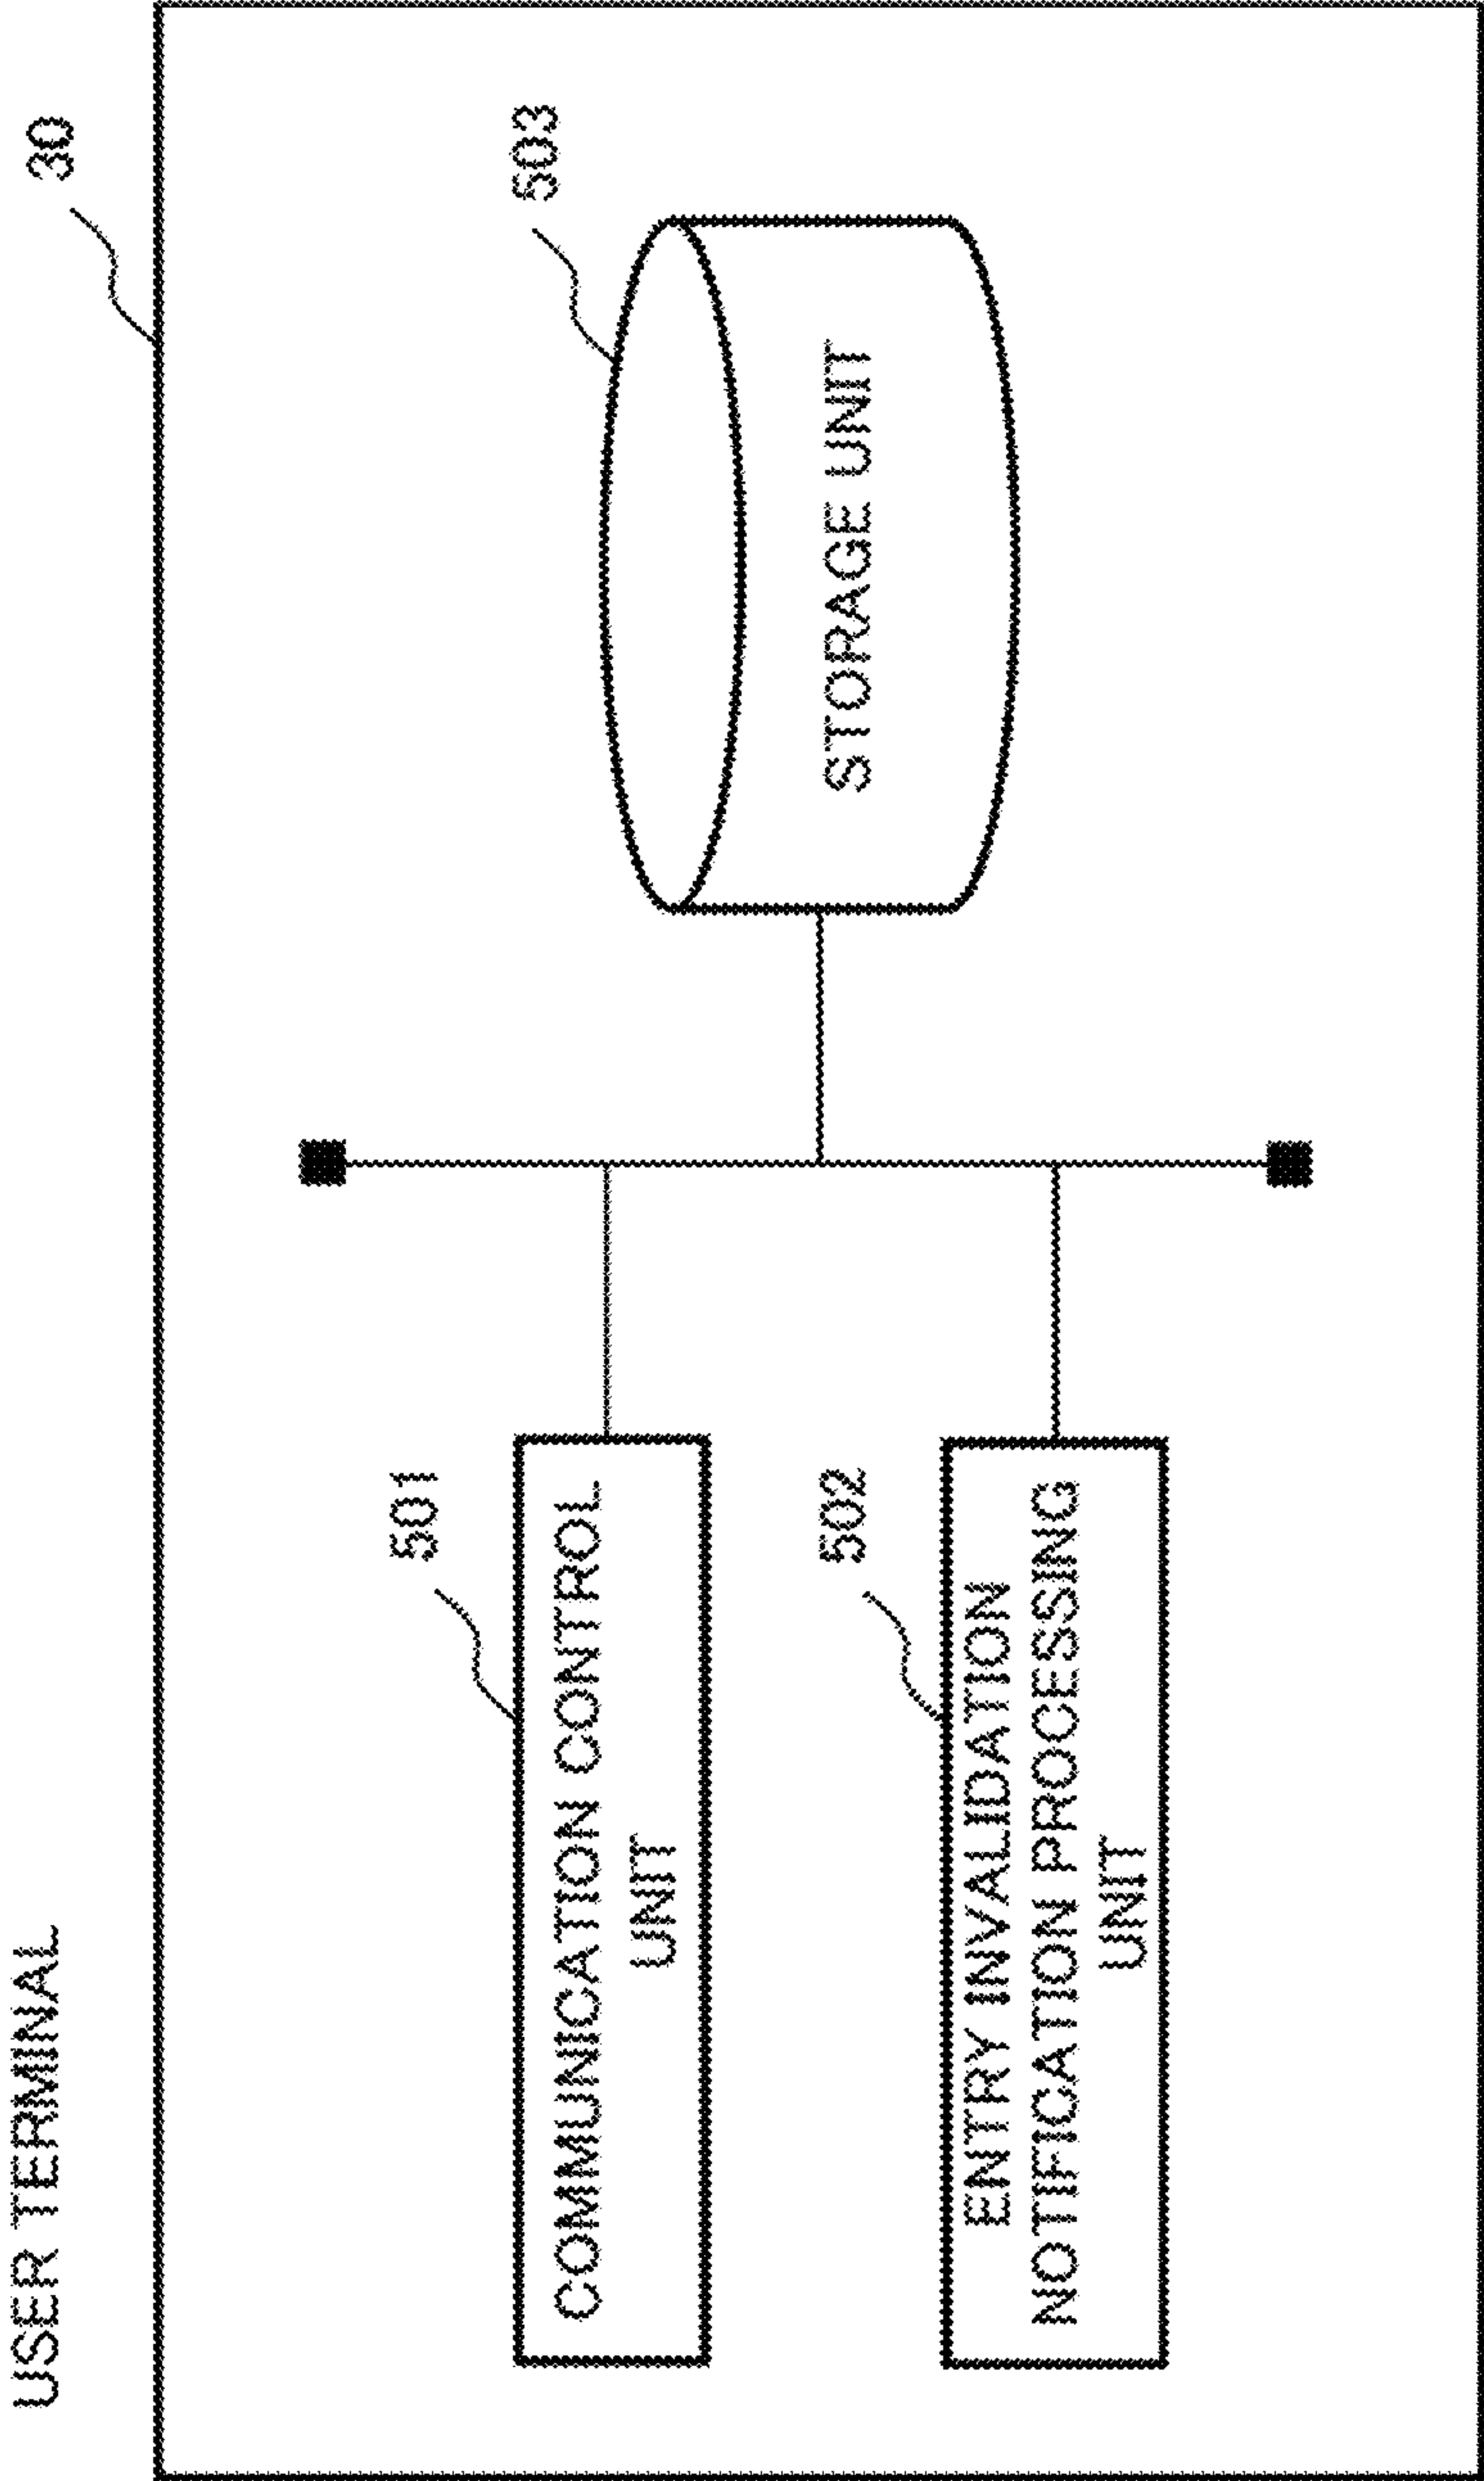 USER TERMINAL
30
501
COMMUNICATION CONTROL
UNIT
502
ENTRY INVALIDATION
NOTIFICATION PROCESSING
UNIT
503
STORAGE UNIT